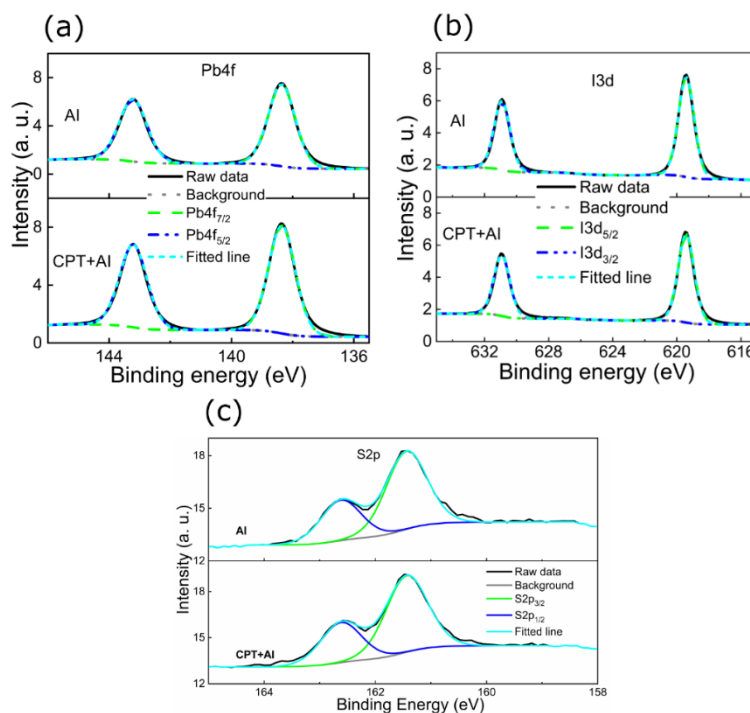 (a)
Pb4f
AI
Raw data
Background
Pb4f7/2
Pb4f5/2
Fitted line
CPT+AI
8
4
0
8
4
0
144
140
136
Intensity (a. u.)
Binding energy (eV)
(b)
I3d
AI
Raw data
Background
I3d5/2
I3d3/2
Fitted line
CPT+AI
8
6
4
2
0
8
6
4
2
0
632
628
624
620
616
Intensity (a. u.)
Binding energy (eV)
(c)
S2p
AI
18
15
12
Raw data
Background
S2p3/2
S2p1/2
Fitted line
CPT+AI
18
15
12
164
162
160
158
Intensity (a. u.)
Binding Energy (eV)